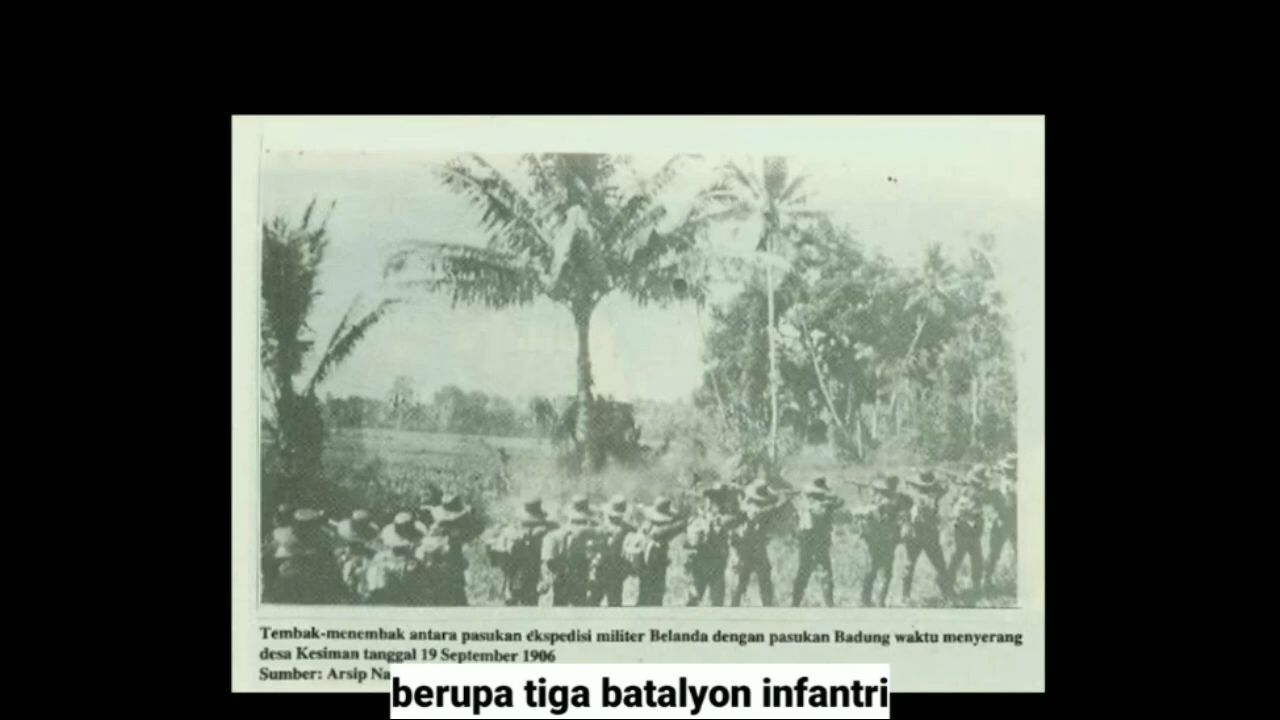 Tembak-menembak antara pasukan ekspedisi militer Belanda dengan pasukan Badung waktu menyerang
desa Kesiman tanggal 19 September 1906
Sumber: Arsip Na
berupa tiga batalyon infantri